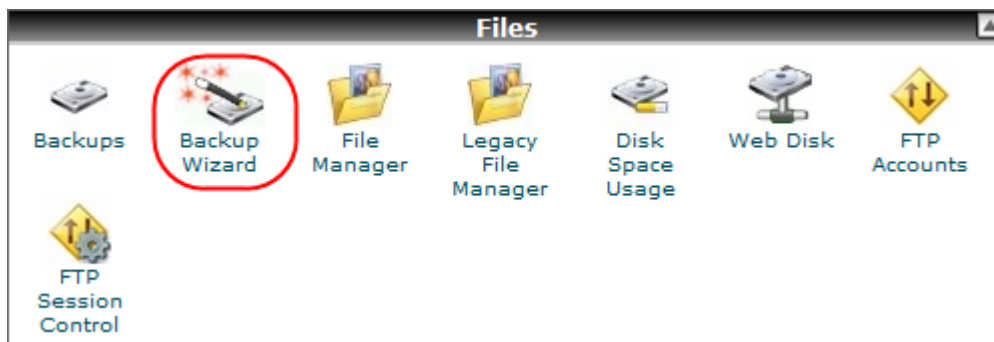 Files
Backups
Backup
Wizard
File
Manager
Legacy
File
Manager
Disk
Space
Usage
Web Disk
FTP
Accounts
FTP
Session
Control